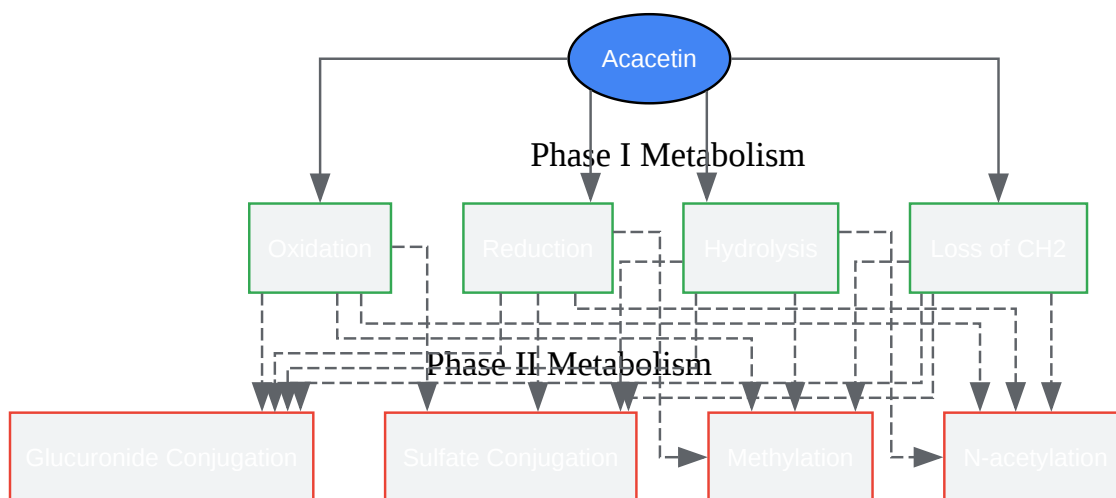 Acacetin
Phase I Metabolism
Oxidation
Reduction
Hydrolysis
Loss of CH2
Phase II Metabolism
Glucuronide Conjugation
Sulfate Conjugation
Methylation
N-acetylation